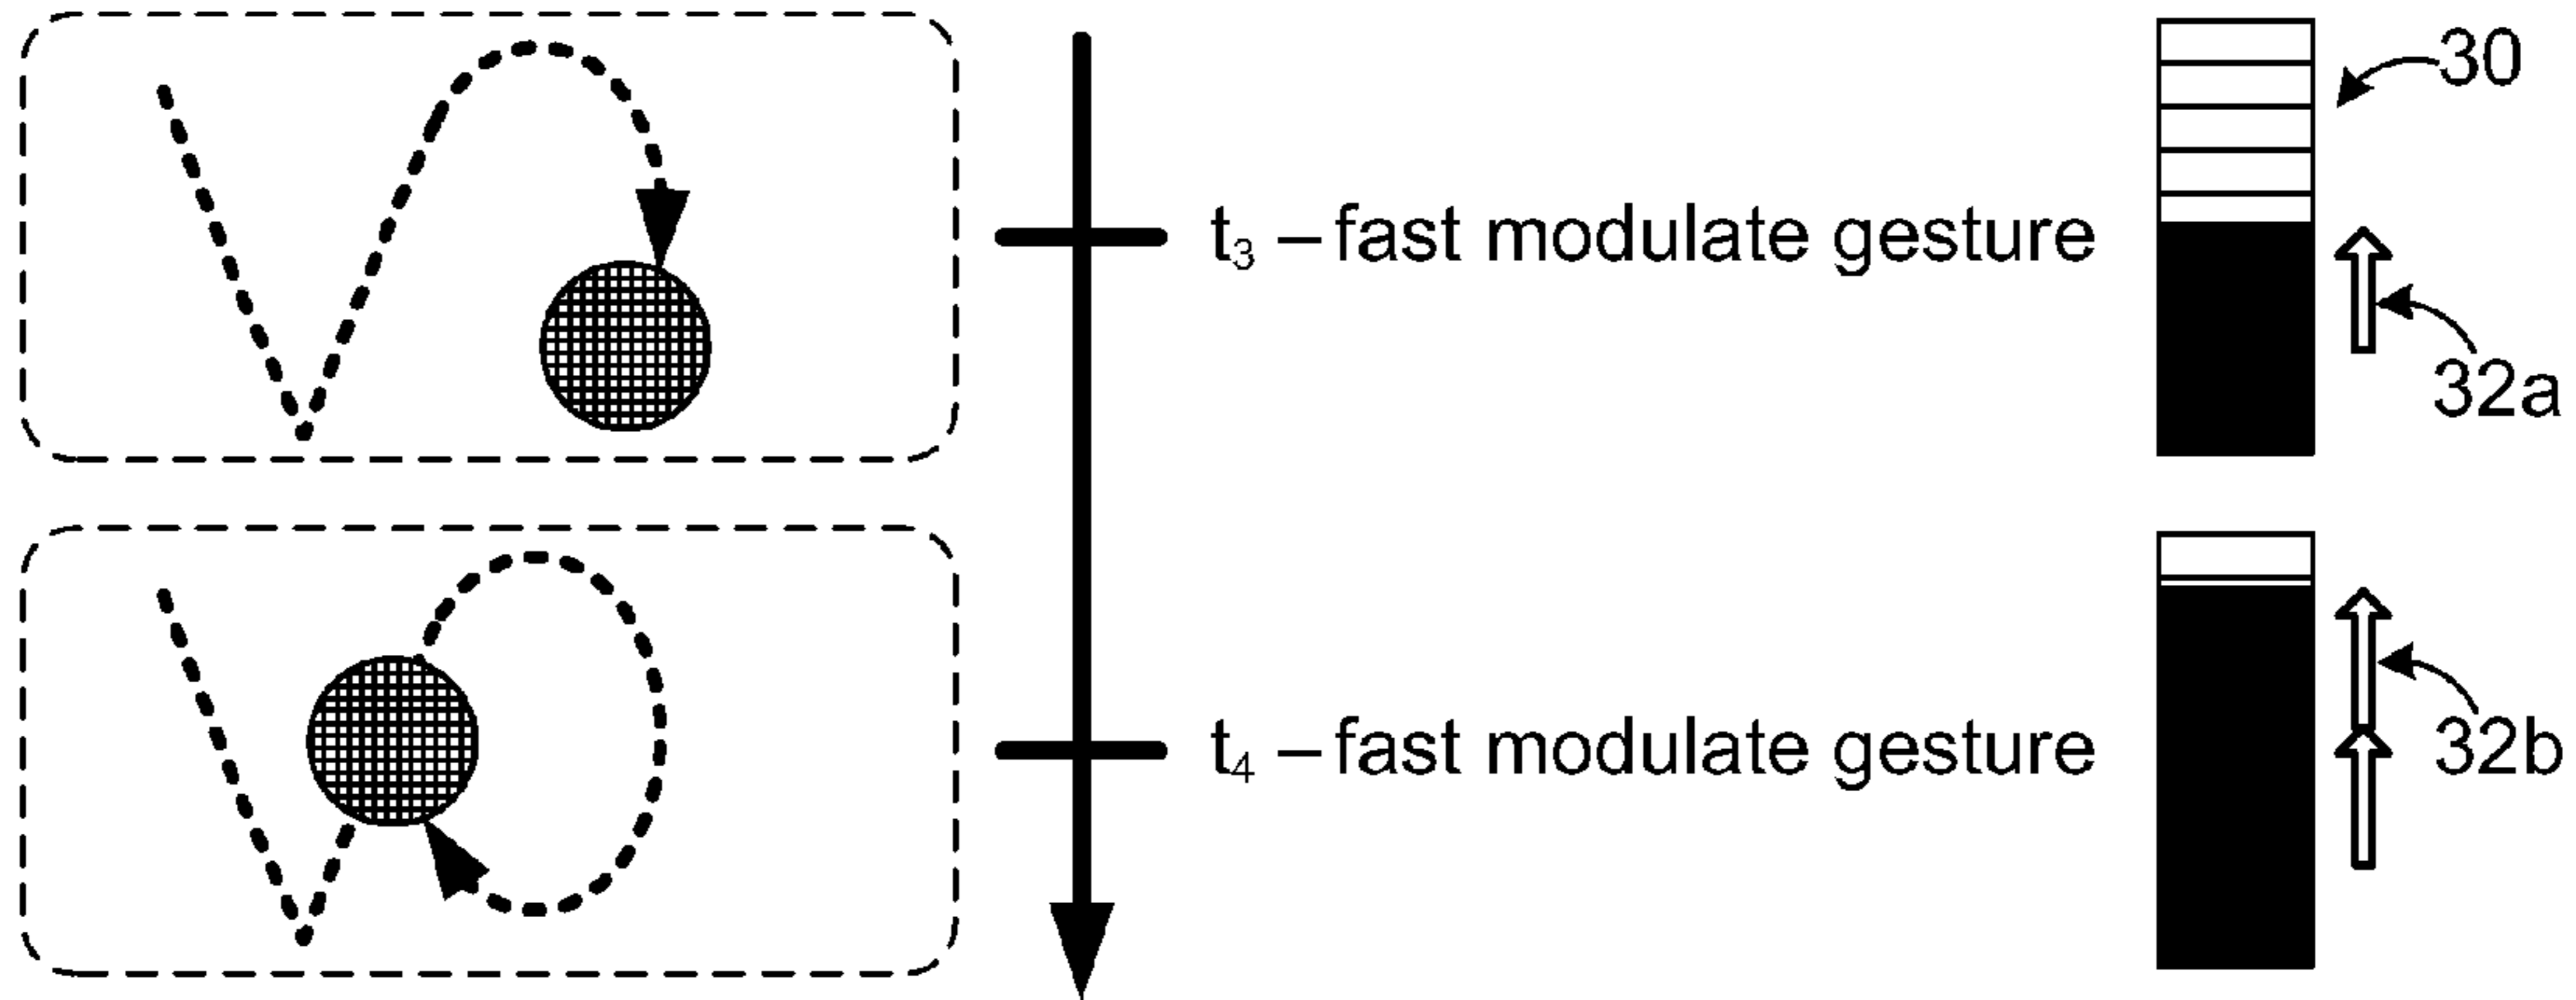 30
t₃ – fast modulate gesture
32a
t₄ – fast modulate gesture
32b